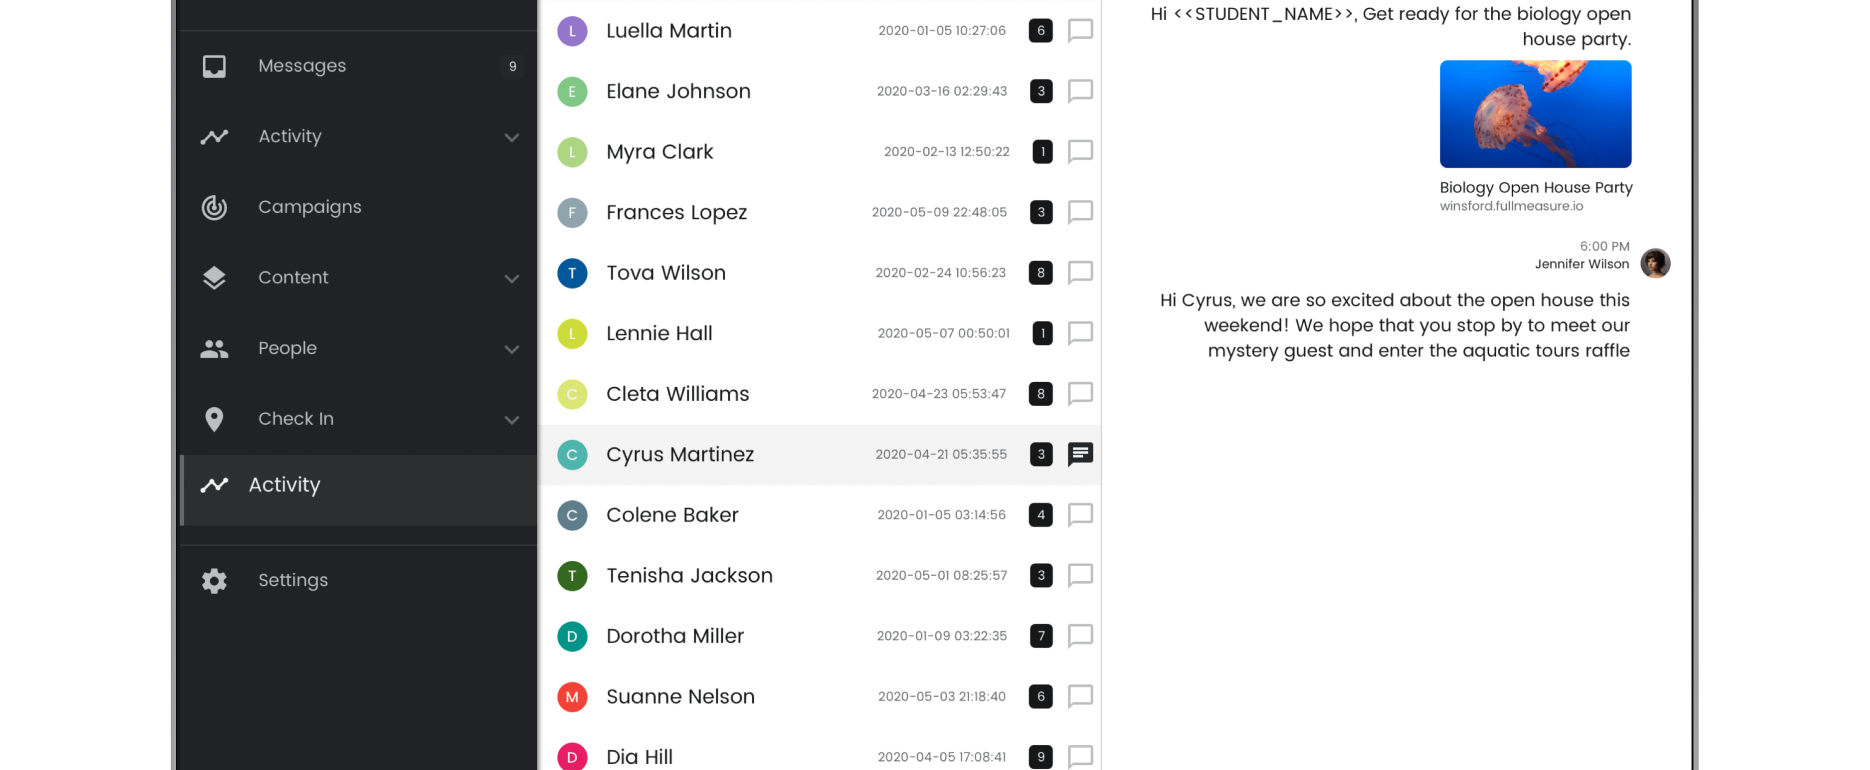 Messages
9
Activity
Campaigns
Content
People
Check In
Activity
Settings
L Luella Martin 2020-01-05 10:27:06 6
E Elane Johnson 2020-03-16 02:29:43 3
L Myra Clark 2020-02-13 12:50:22 1
F Frances Lopez 2020-05-09 22:48:05 3
T Tova Wilson 2020-02-24 10:56:23 8
L Lennie Hall 2020-05-07 00:50:01 1
C Cleta Williams 2020-04-23 05:53:47 8
C Cyrus Martinez 2020-04-21 05:35:55 3
C Colene Baker 2020-01-05 03:14:56 4
T Tenisha Jackson 2020-05-01 08:25:57 3
D Dorotha Miller 2020-01-09 03:22:35 7
M Suanne Nelson 2020-05-03 21:18:40 6
D Dia Hill 2020-04-05 17:08:41 9
Hi <<STUDENT_NAME>>, Get ready for the biology open
house party.
Biology Open House Party
winsford.fullmeasure.io
6:00 PM
Jennifer Wilson
Hi Cyrus, we are so excited about the open house this
weekend! We hope that you stop by to meet our
mystery guest and enter the aquatic tours raffle